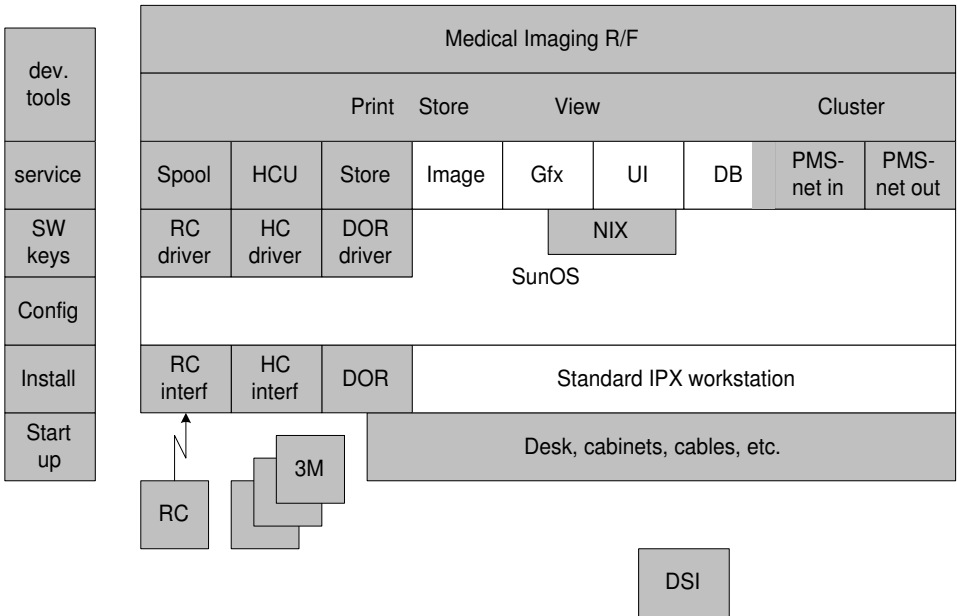 Medical Imaging R/F
dev.
tools
Print Store View Cluster
service
Spool
HCU
Store
Image
Gfx
UI
DB
PMS-
net in
PMS-
net out
SW
keys
RC
driver
HC
driver
DOR
driver
NIX
SunOS
Config
Install
RC
interf
HC
interf
DOR
Standard IPX workstation
Start
up
Desk, cabinets, cables, etc.
3M
RC
DSI